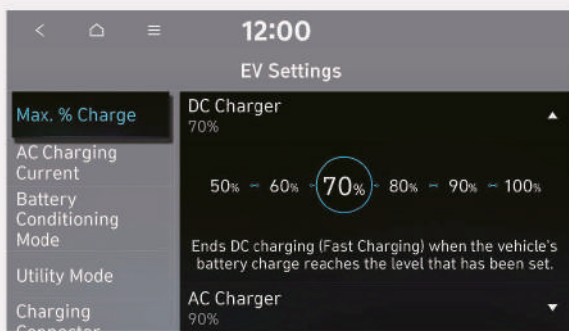 12:00
EV Settings
Max. % Charge
AC Charging
Current
Battery
Conditioning
Mode
Utility Mode
Charging
Connector
DC Charger
70%
50% 60% 70% 80% 90% 100%
Ends DC charging (Fast Charging) when the vehicle's
battery charge reaches the level that has been set.
AC Charger
90%